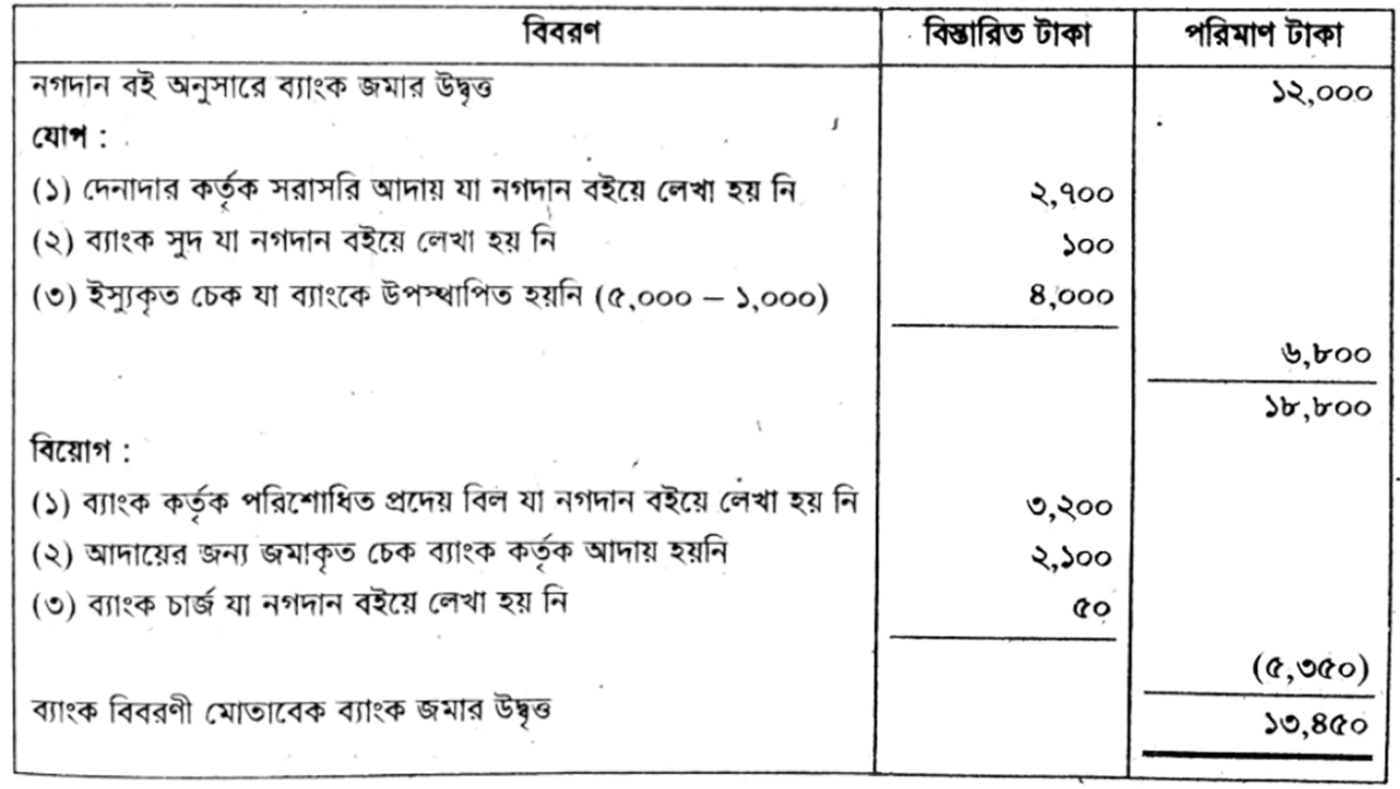 বিবরণ বিস্তারিত টাকা পরিমাণ টাকা
নগদান বই অনুসারে ব্যাংক জমার উদ্বৃত্ত ১২,০০০
যোগ :
(১) দেনাদার কর্তৃক সরাসরি আদায় যা নগদান বইয়ে লেখা হয় নি ২,৭০০
(২) ব্যাংক সুদ যা নগদান বইয়ে লেখা হয় নি ১০০
(৩) ইস্যুকৃত চেক যা ব্যাংকে উপস্থাপিত হয়নি (৫,০০০ – ১,০০০) ৪,০০০
৬,৮০০
১৮,৮০০
বিয়োগ :
(১) ব্যাংক কর্তৃক পরিশোধিত প্রদেয় বিল যা নগদান বইয়ে লেখা হয় নি ৩,২০০
(২) আদায়ের জন্য জমাকৃত চেক ব্যাংক কর্তৃক আদায় হয়নি ২,১০০
(৩) ব্যাংক চার্জ যা নগদান বইয়ে লেখা হয় নি ৫০
(৫,৩৫০)
ব্যাংক বিবরণী মোতাবেক ব্যাংক জমার উদ্বৃত্ত ১৩,৪৫০